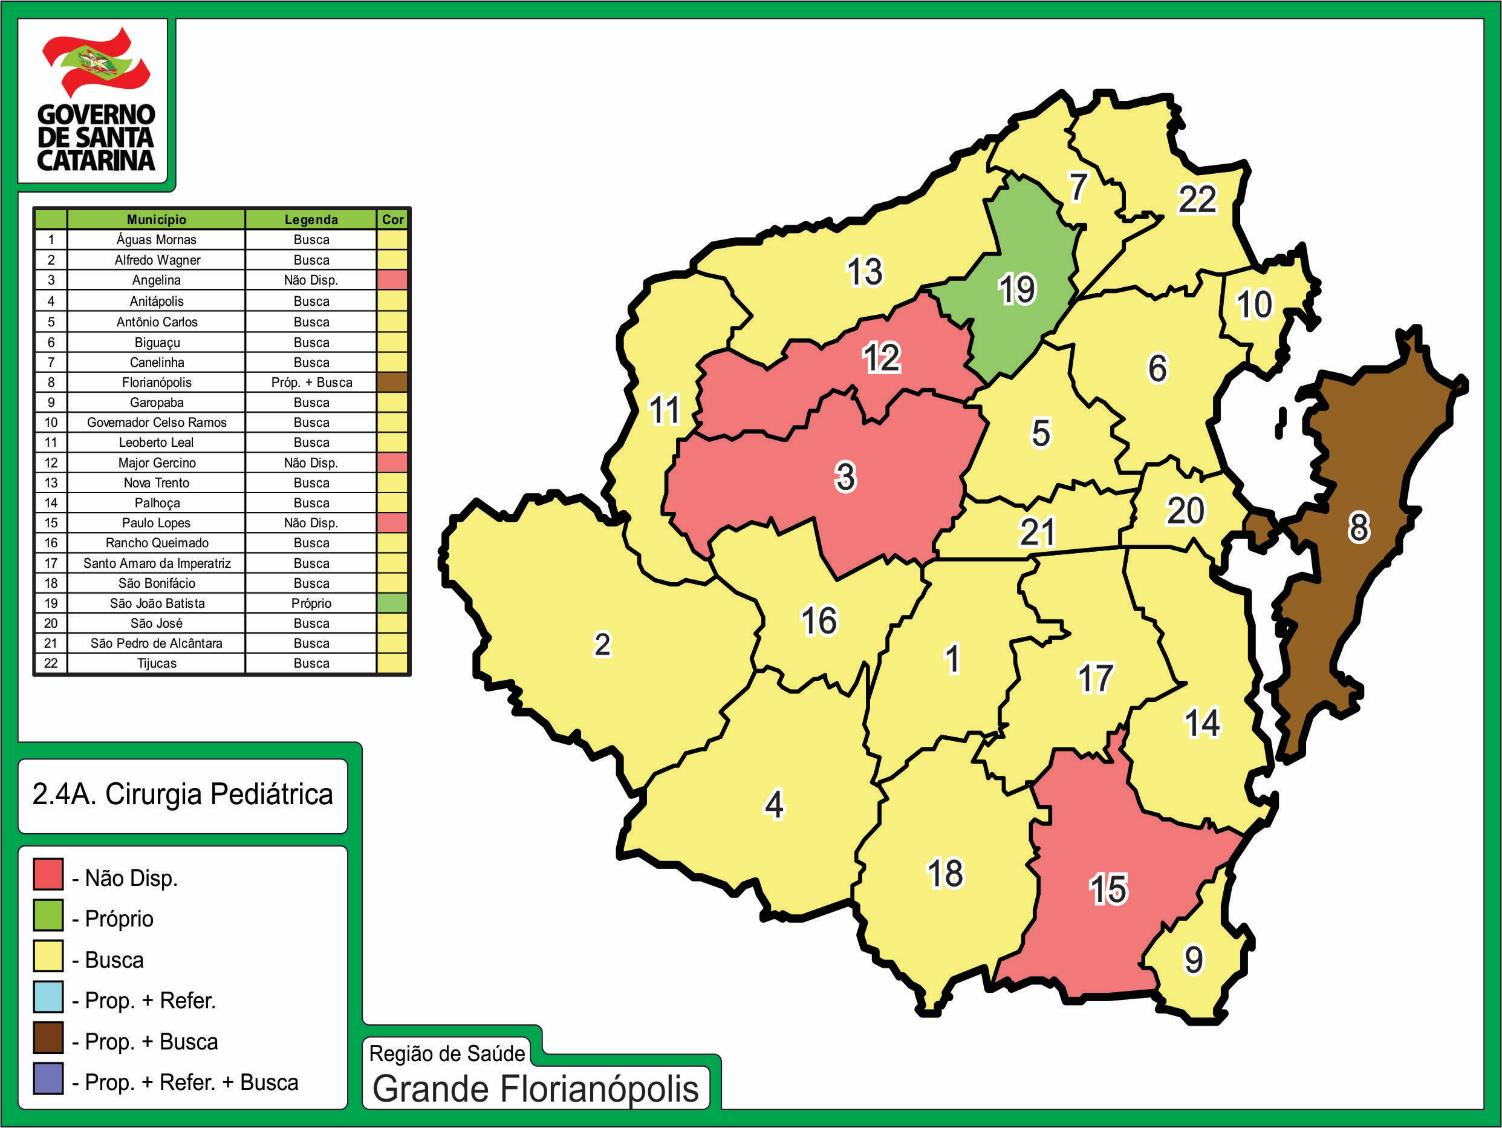 GOVERNO
DE SANTA
CATARINA
Município Legenda Cor
1 Águas Mornas Busca
2 Alfredo Wagner Busca
3 Angelina Não Disp.
4 Anitápolis Busca
5 Antônio Carlos Busca
6 Biguaçu Busca
7 Canelinha Busca
8 Florianópolis Próp. + Busca
9 Garopaba Busca
10 Governador Celso Ramos Busca
11 Leoberto Leal Busca
12 Major Gercino Não Disp.
13 Nova Trento Busca
14 Palhoça Busca
15 Paulo Lopes Não Disp.
16 Rancho Queimado Busca
17 Santo Amaro da Imperatriz Busca
18 São Bonifácio Busca
19 São João Batista Próprio
20 São José Busca
21 São Pedro de Alcântara Busca
22 Tijucas Busca
7
22
13
19
10
12
6
11
5
3
20
21
8
16
2
1
17
14
4
18
15
9
2.4A. Cirurgia Pediátrica
- Não Disp.
- Próprio
- Busca
- Prop. + Refer.
- Prop. + Busca
- Prop. + Refer. + Busca
Região de Saúde
Grande Florianópolis